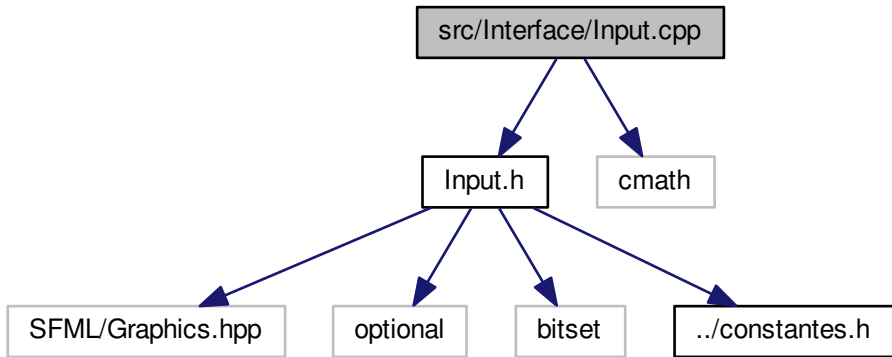 src/Interface/Input.cpp
Input.h
cmath
SFML/Graphics.hpp
optional
bitset
../constantes.h